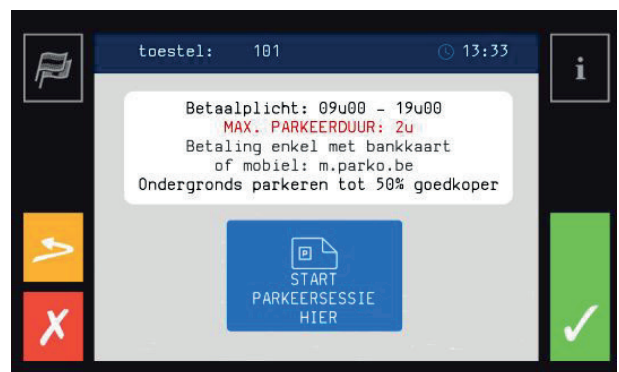 toestel: 101 13:33
i
Betaalplicht: 09u00 – 19u00
MAX. PARKEERDUUR: 2u
Betaling enkel met bankkaart
of mobiel: m.parko.be
Ondergronds parkeren tot 50% goedkoper
P
START
PARKEERSESSIE
HIER